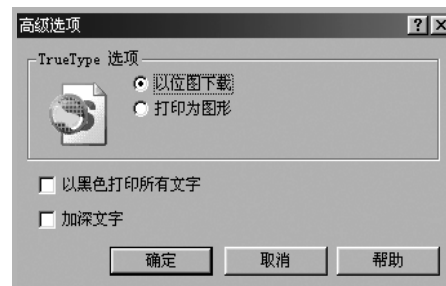 高级选项
TrueType 选项
以位图下载
打印为图形
以黑色打印所有文字
加深文字
确定 取消 帮助